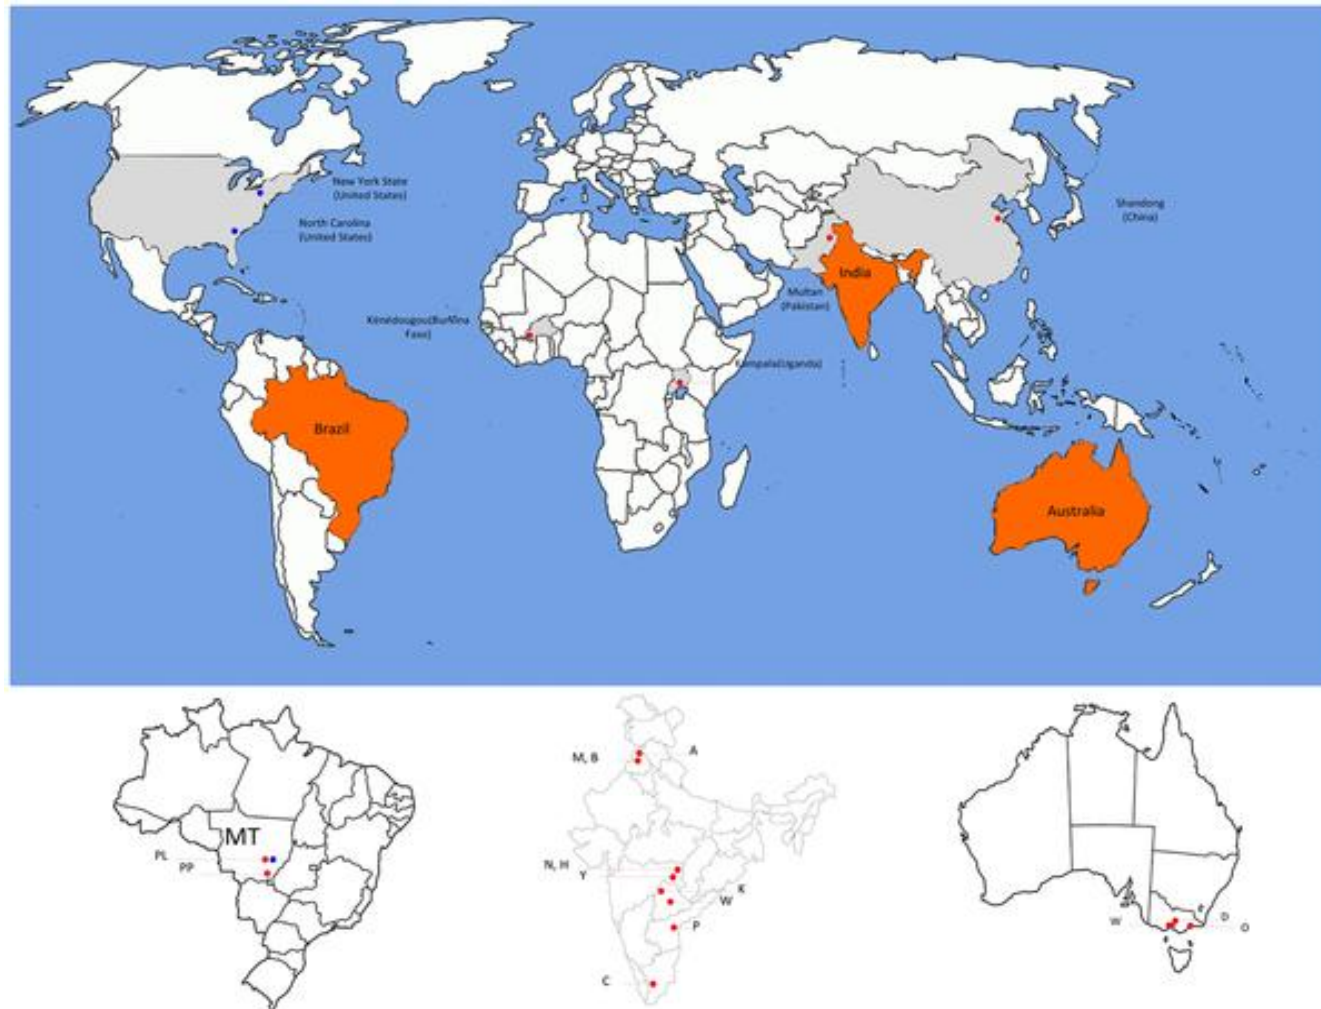 New York State
(United States)
North Carolina
(United States)
Shandong
(China)
India
Multan
(Pakistan)
Kénédougou(Burkina
Faso)
Kampala(Uganda)
Brazil
Australia
M, B
A
MT
PL
PP
N, H
Y
K
W
P
C
W
D
O